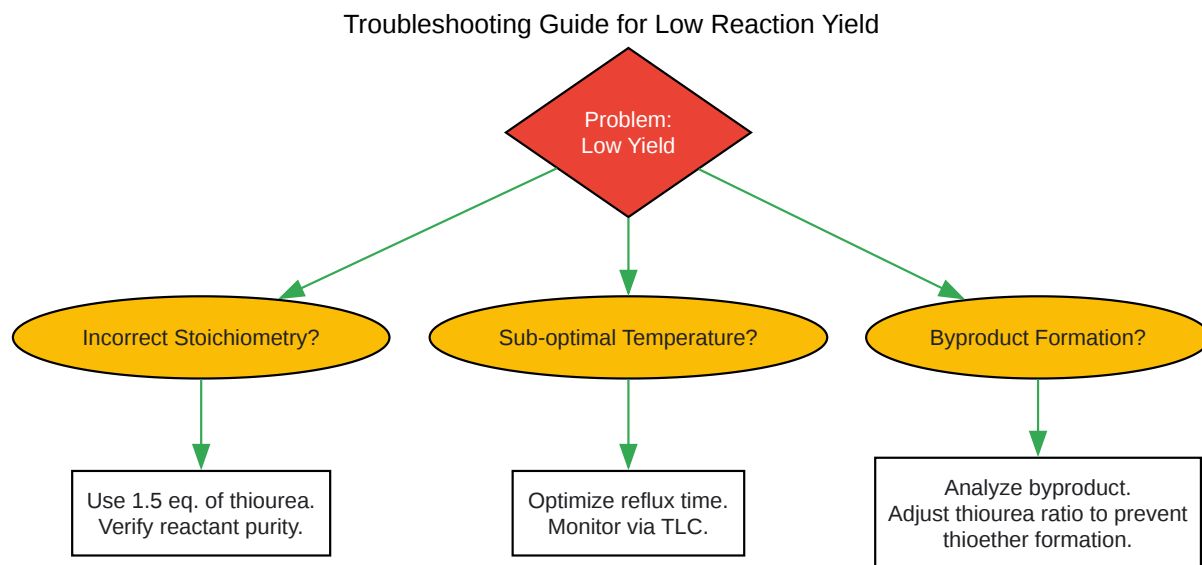 Troubleshooting Guide for Low Reaction Yield
Problem:
Low Yield
Incorrect Stoichiometry?
Sub-optimal Temperature?
Byproduct Formation?
Use 1.5 eq. of thiourea.
Verify reactant purity.
Optimize reflux time.
Monitor via TLC.
Analyze byproduct.
Adjust thiourea ratio to prevent
thioether formation.